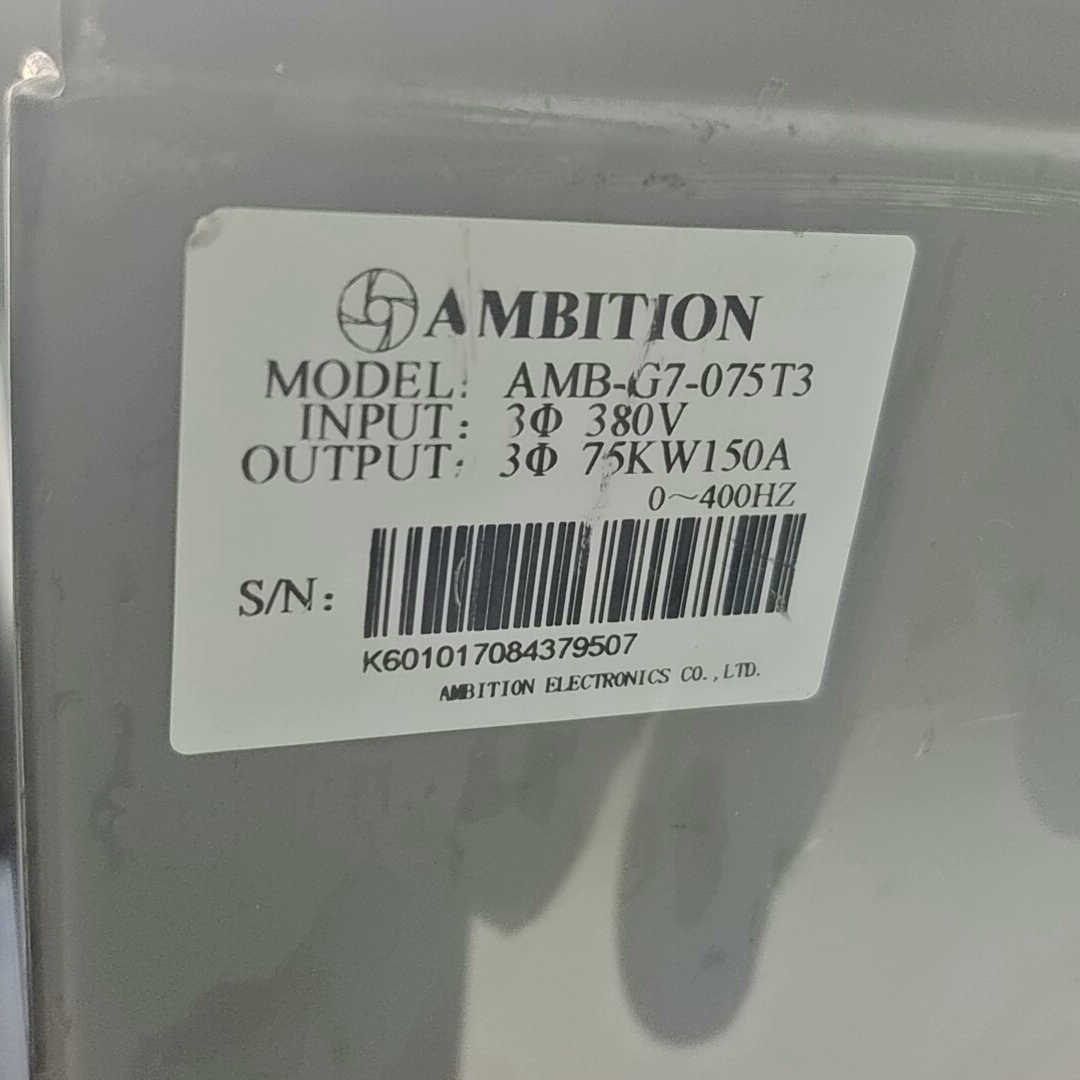 AMBITION
MODEL: AMB-G7-075T3
INPUT: 3Φ 380V
OUTPUT: 3Φ 75KW150A
0~400HZ
S/N:
K601017084379507
AMBITION ELECTRONICS CO.,LTD.